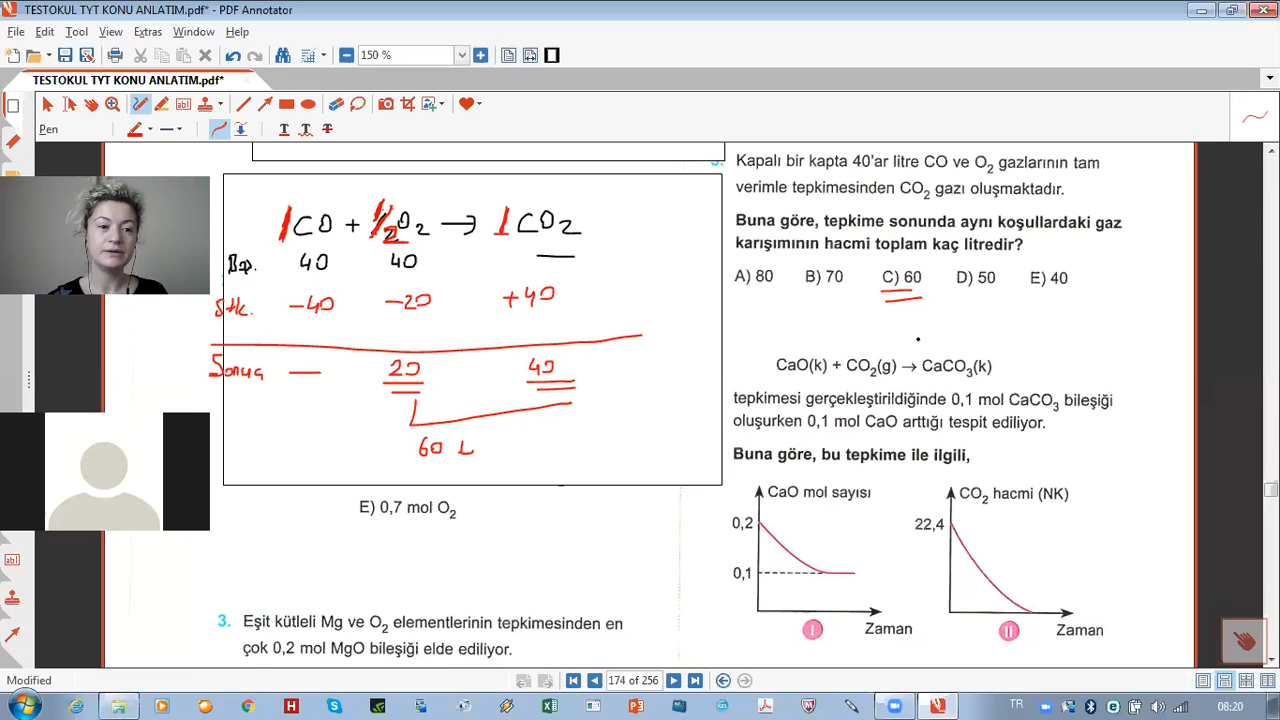 TESTOKUL TYT KONU ANLATIM.pdf* - PDF Annotator
File Edit Tool View Extras Window Help
150 %
TESTOKUL TYT KONU ANLATIM.pdf*
Pen
1CO + 1/2O2 → 1CO2
Baş. 40 40 —
Stk. -40 -20 +40
Sonuç — 20 40
60 L
E) 0,7 mol O2
3. Eşit kütleli Mg ve O2 elementlerinin tepkimesinden en
çok 0,2 mol MgO bileşiği elde ediliyor.
Kapalı bir kapta 40'ar litre CO ve O2 gazlarının tam
verimle tepkimesinden CO2 gazı oluşmaktadır.
Buna göre, tepkime sonunda aynı koşullardaki gaz
karışımının hacmi toplam kaç litredir?
A) 80 B) 70 C) 60 D) 50 E) 40
CaO(k) + CO2(g) → CaCO3(k)
tepkimesi gerçekleştirildiğinde 0,1 mol CaCO3 bileşiği
oluşurken 0,1 mol CaO arttığı tespit ediliyor.
Buna göre, bu tepkime ile ilgili,
CaO mol sayısı
0,2
0,1
Zaman
I
CO2 hacmi (NK)
22,4
Zaman
II
Modified
174 of 256
TR
08:20